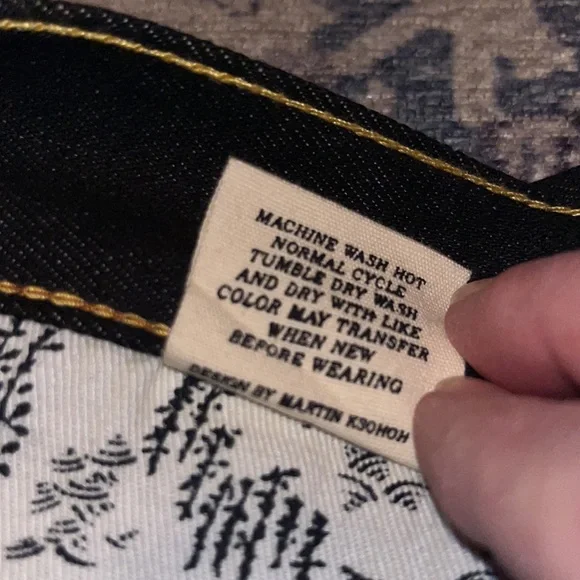 MACHINE WASH HOT
NORMAL CYCLE
TUMBLE DRY WASH
AND DRY WITH LIKE
COLOR MAY TRANSFER
WHEN NEW
BEFORE WEARING
DESIGN BY MARTIN KSOHOH